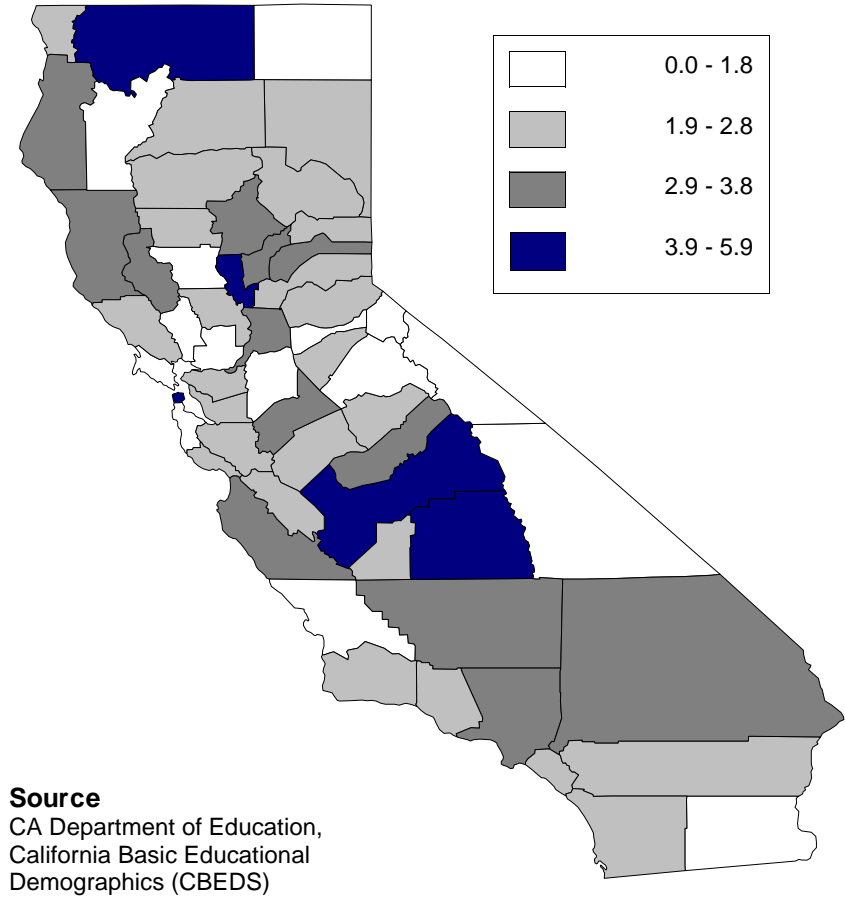 0.0 - 1.8
1.9 - 2.8
2.9 - 3.8
3.9 - 5.9
Source
CA Department of Education,
California Basic Educational
Demographics (CBEDS)